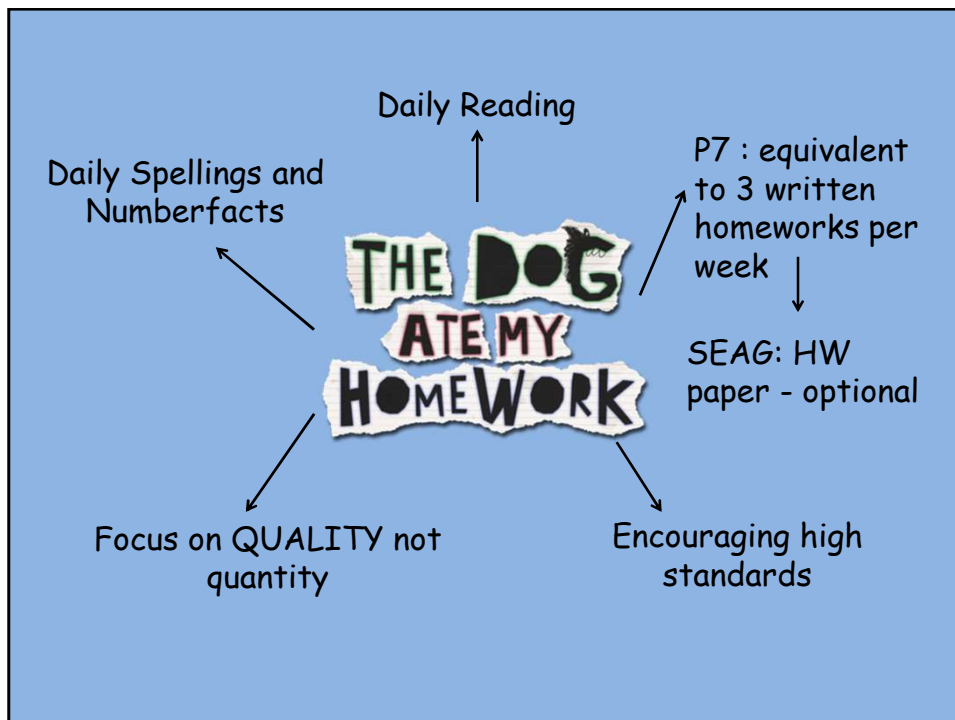 Daily Reading
Daily Spellings and
Numberfacts
P7 : equivalent
to 3 written
homeworks per
week
THE DOG
ATE MY
HOMEWORK
SEAG: HW
paper - optional
Focus on QUALITY not
quantity
Encouraging high
standards